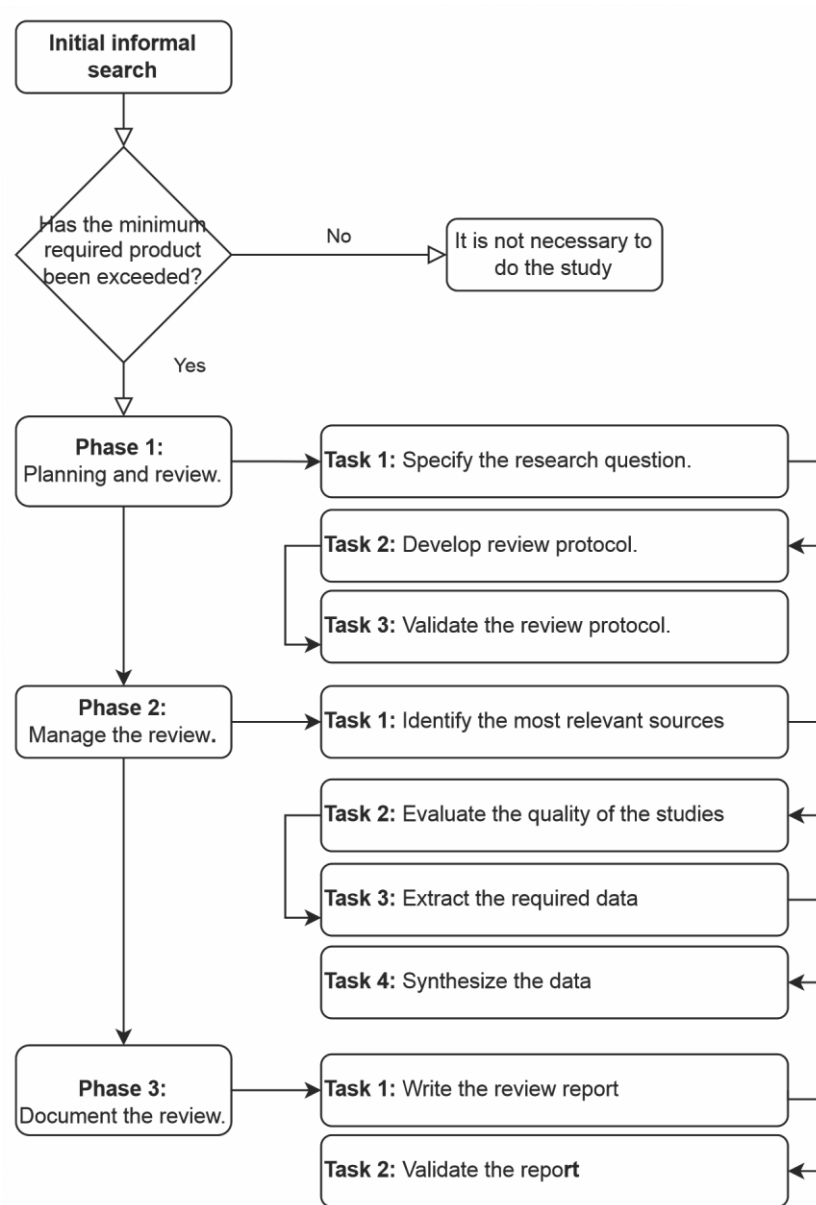 Initial informal
search
Has the minimum
required product
been exceeded?
No
It is not necessary to
do the study
Yes
Phase 1:
Planning and review.
Task 1: Specify the research question.
Task 2: Develop review protocol.
Task 3: Validate the review protocol.
Phase 2:
Manage the review.
Task 1: Identify the most relevant sources
Task 2: Evaluate the quality of the studies
Task 3: Extract the required data
Task 4: Synthesize the data
Phase 3:
Document the review.
Task 1: Write the review report
Task 2: Validate the report